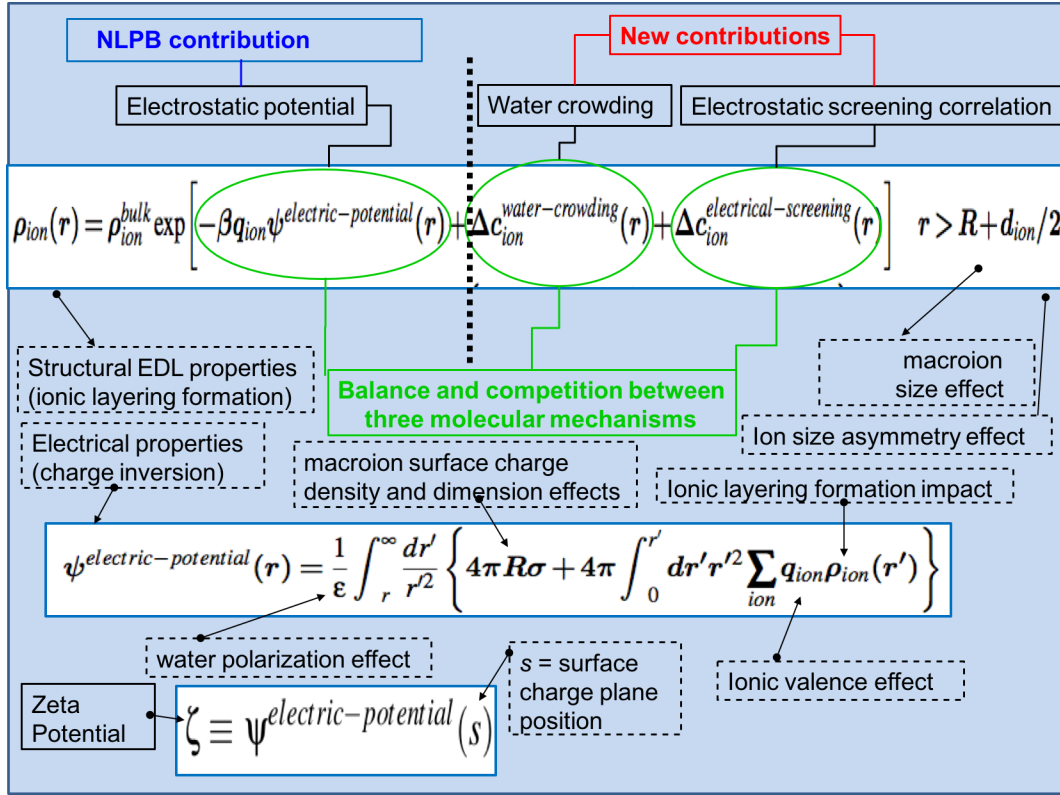 NLPB contribution
New contributions
Electrostatic potential
Water crowding
Electrostatic screening correlation
ρ_ion(r) = ρ_ion^bulk exp[−βq_ionψ^electric−potential(r) + Δc_ion^water−crowding(r) + Δc_ion^electrical−screening(r)] r > R + d_ion/2
Structural EDL properties
(ionic layering formation)
Balance and competition between
three molecular mechanisms
macroion
size effect
Electrical properties
(charge inversion)
Ion size asymmetry effect
macroion surface charge
density and dimension effects
Ionic layering formation impact
ψ^electric−potential(r) = 1/ε ∫_r^∞ dr′/r′² {4πRσ + 4π ∫_0^r′ dr′r′² ∑_ion q_ionρ_ion(r′)}
water polarization effect
s = surface
charge plane
position
Ionic valence effect
Zeta
Potential
ζ ≡ ψ^electric−potential(s)